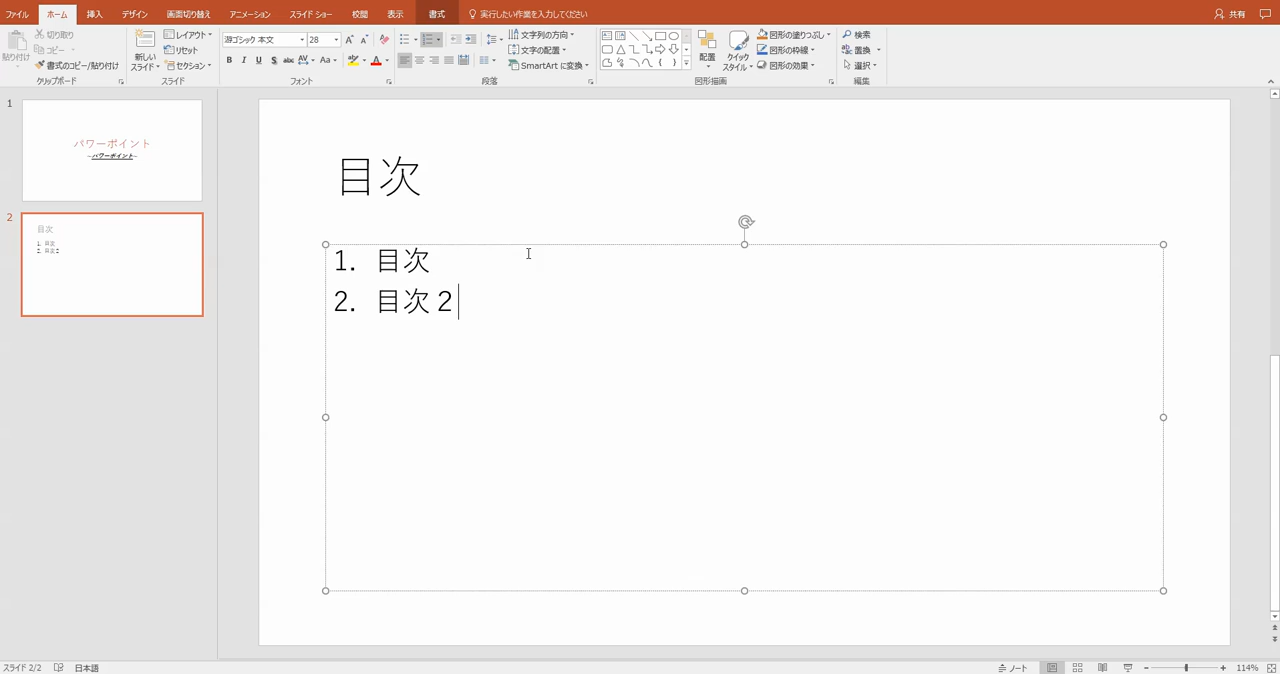 ファイル ホーム 挿入 デザイン 画面切り替え アニメーション スライド ショー 校閲 表示 書式 実行したい作業を入力してください 共有
貼り付け 切り取り コピー 書式のコピー/貼り付け クリップボード
新しいスライド レイアウト リセット セクション スライド
游ゴシック 本文 28 B I U S abc AV Aa A フォント
文字列の方向 文字の配置 SmartArt に変換 段落
配置 クイックスタイル 図形の塗りつぶし 図形の枠線 図形の効果 図形描画
検索 置換 選択 編集
1
パワーポイント
~パワーポイント~
2
目次
1. 目次
2. 目次 2
目次
1. 目次
2. 目次 2
スライド 2/2 日本語 ノート 114%